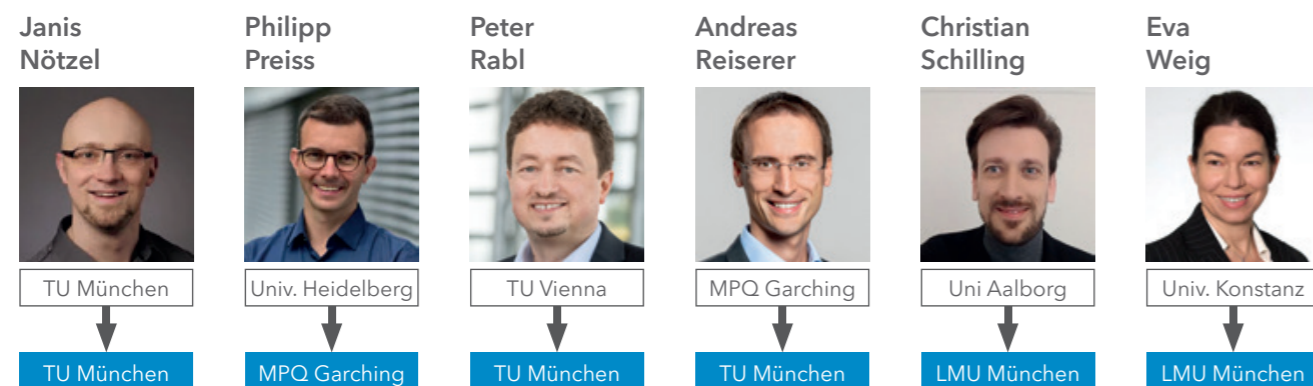 Janis
Nötzel
Philipp
Preiss
Peter
Rabl
Andreas
Reiserer
Christian
Schilling
Eva
Weig
TU München
Univ. Heidelberg
TU Vienna
MPQ Garching
Uni Aalborg
Univ. Konstanz
TU München
MPQ Garching
TU München
TU München
LMU München
LMU München